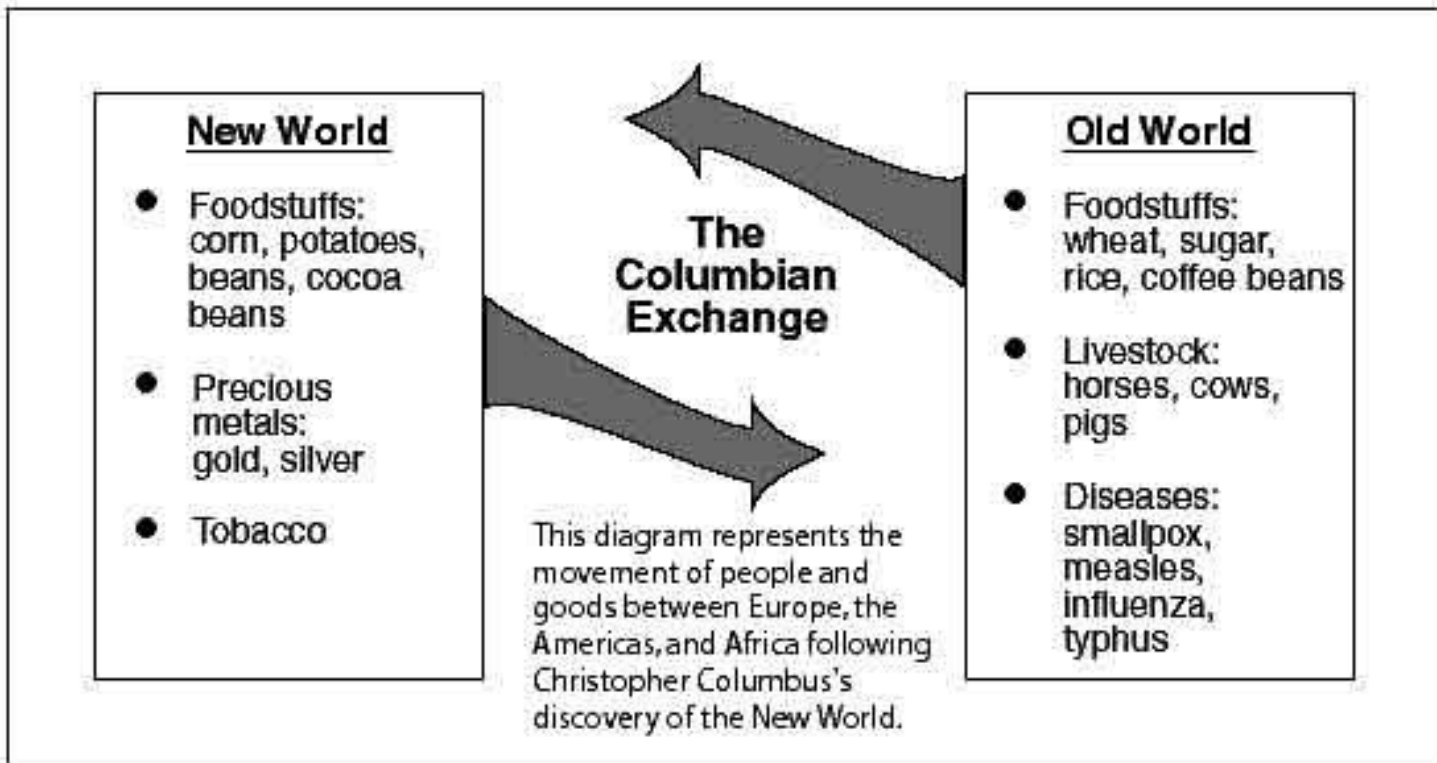 New World
● Foodstuffs:
corn, potatoes,
beans, cocoa
beans
● Precious
metals:
gold, silver
● Tobacco
The
Columbian
Exchange
This diagram represents the
movement of people and
goods between Europe, the
Americas, and Africa following
Christopher Columbus's
discovery of the New World.
Old World
● Foodstuffs:
wheat, sugar,
rice, coffee beans
● Livestock:
horses, cows,
pigs
● Diseases:
smallpox,
measles,
influenza,
typhus